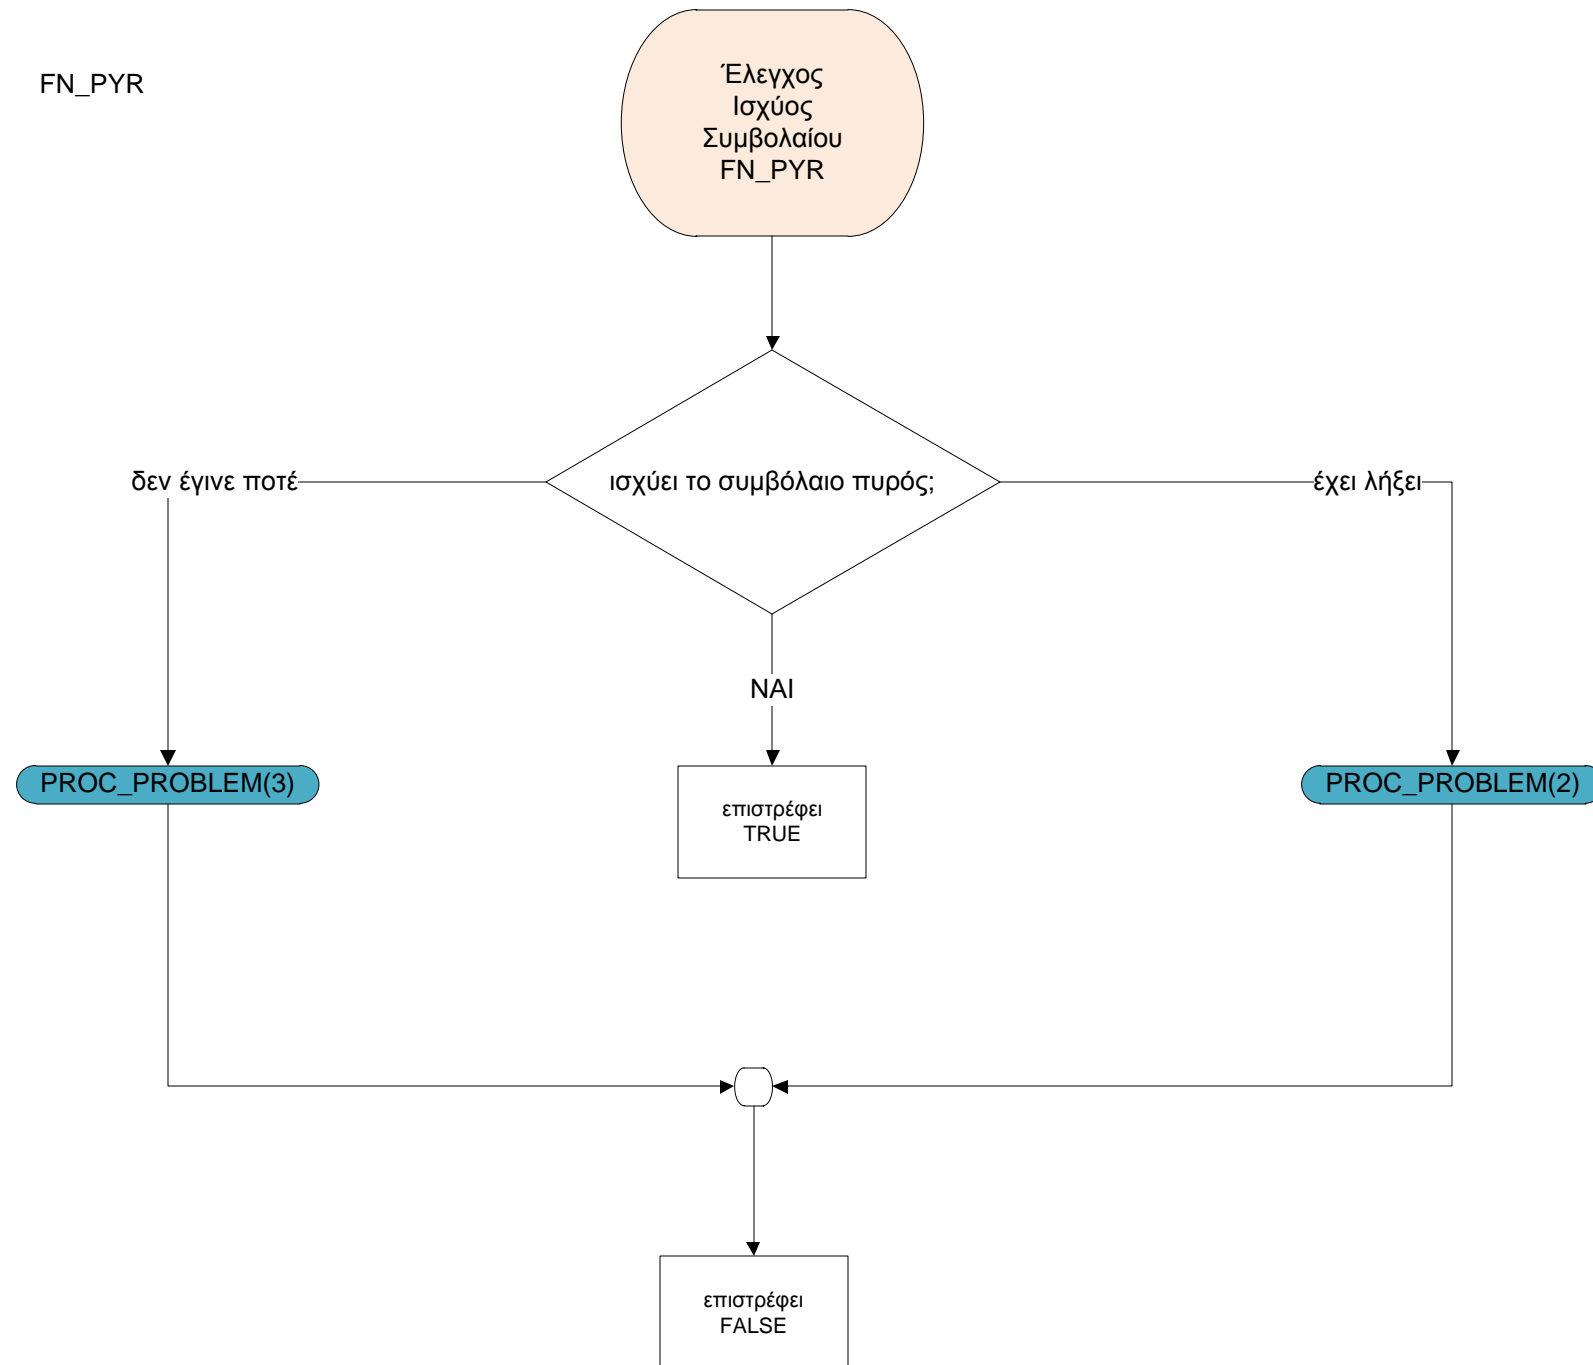 FN_PYR
Έλεγχος
Ισχύος
Συμβολαίου
FN_PYR
ισχύει το συμβόλαιο πυρός;
δεν έγινε ποτέ
έχει λήξει
ΝΑΙ
PROC_PROBLEM(3)
επιστρέφει
TRUE
PROC_PROBLEM(2)
επιστρέφει
FALSE